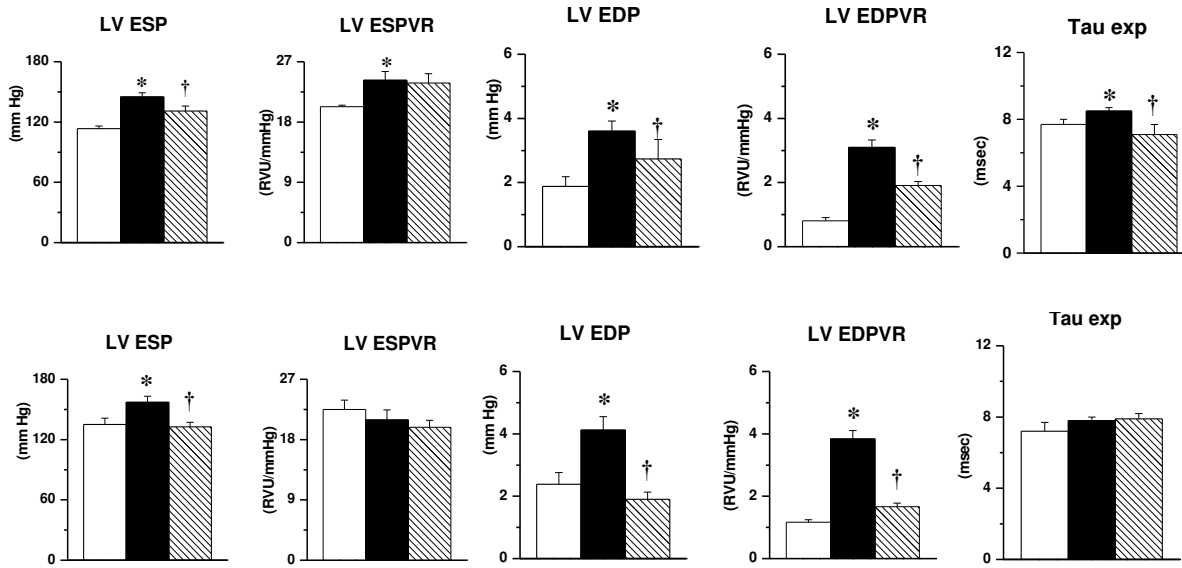 LV ESP
(mm Hg)
180
120
60
0
*
†
LV ESPVR
(RVU/mmHg)
27
18
9
0
*
LV EDP
(mm Hg)
6
4
2
0
*
†
LV EDPVR
(RVU/mmHg)
6
4
2
0
*
†
Tau exp
(msec)
12
8
4
0
*
†
LV ESP
(mm Hg)
180
120
60
0
*
†
LV ESPVR
(RVU/mmHg)
27
18
9
0
LV EDP
(mm Hg)
6
4
2
0
*
†
LV EDPVR
(RVU/mmHg)
6
4
2
0
*
†
Tau exp
(msec)
12
8
4
0